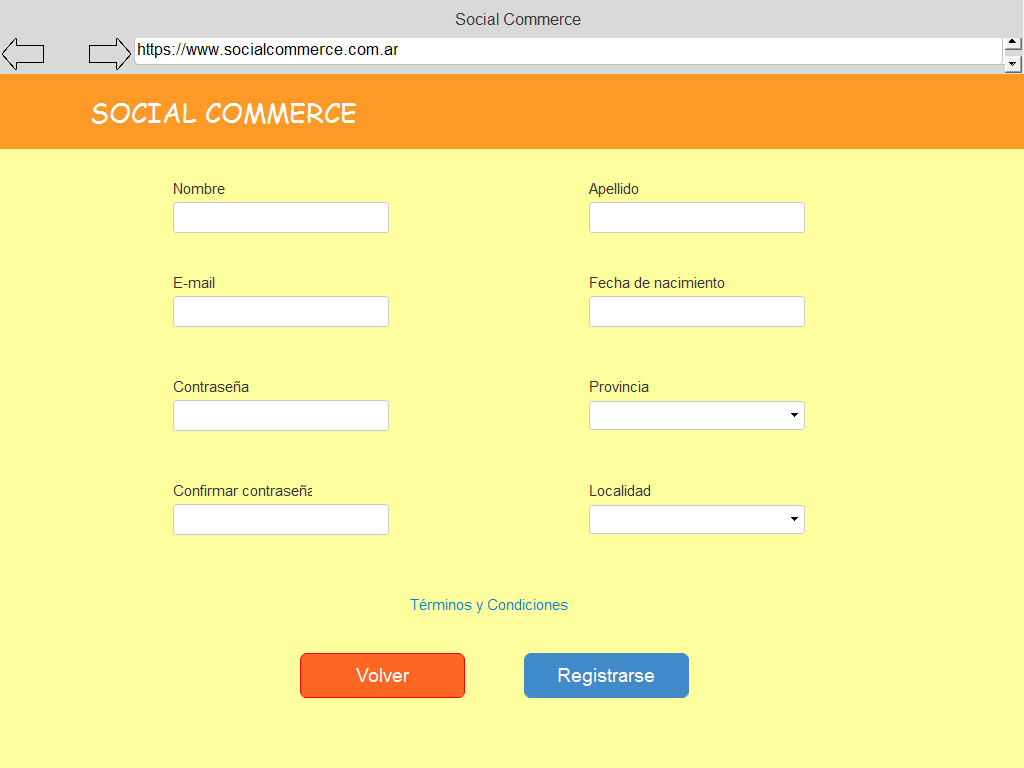 Social Commerce
https://www.socialcommerce.com.ar
SOCIAL COMMERCE
Nombre
Apellido
E-mail
Fecha de nacimiento
Contraseña
Provincia
Confirmar contraseña
Localidad
Términos y Condiciones
Volver
Registrarse